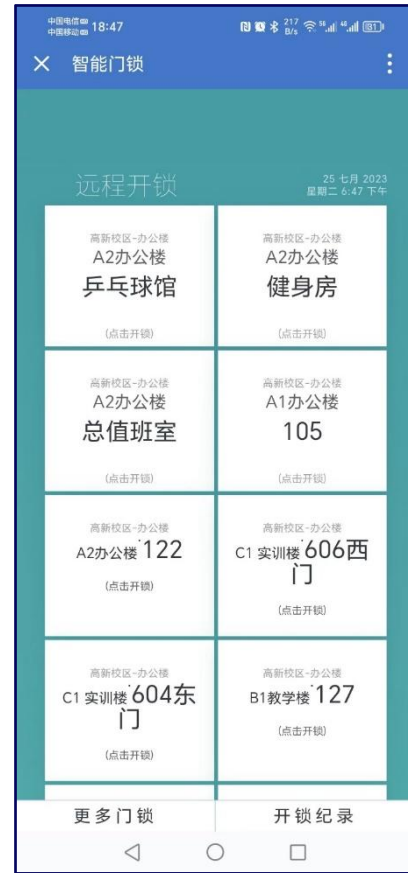 中国电信HD
中国移动HD 18:47
217 B/s 5G 4G 81
智能门锁
远程开锁
25 七月 2023
星期二 6:47 下午
高新校区-办公楼
A2办公楼
乒乓球馆
(点击开锁)
高新校区-办公楼
A2办公楼
健身房
(点击开锁)
高新校区-办公楼
A2办公楼
总值班室
(点击开锁)
高新校区-办公楼
A1办公楼
105
(点击开锁)
高新校区-办公楼
A2办公楼 122
(点击开锁)
高新校区-办公楼
C1 实训楼 606西
门
(点击开锁)
高新校区-办公楼
C1 实训楼 604东
门
(点击开锁)
高新校区-办公楼
B1教学楼 127
(点击开锁)
更多门锁
开锁纪录